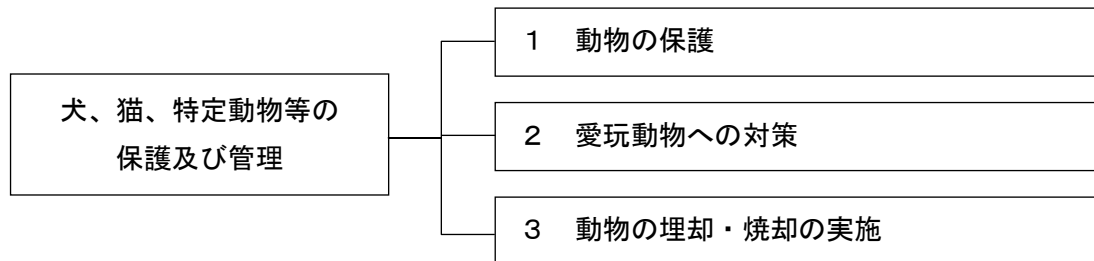 犬、猫、特定動物等の
保護及び管理
１　動物の保護
２　愛玩動物への対策
３　動物の埋却・焼却の実施